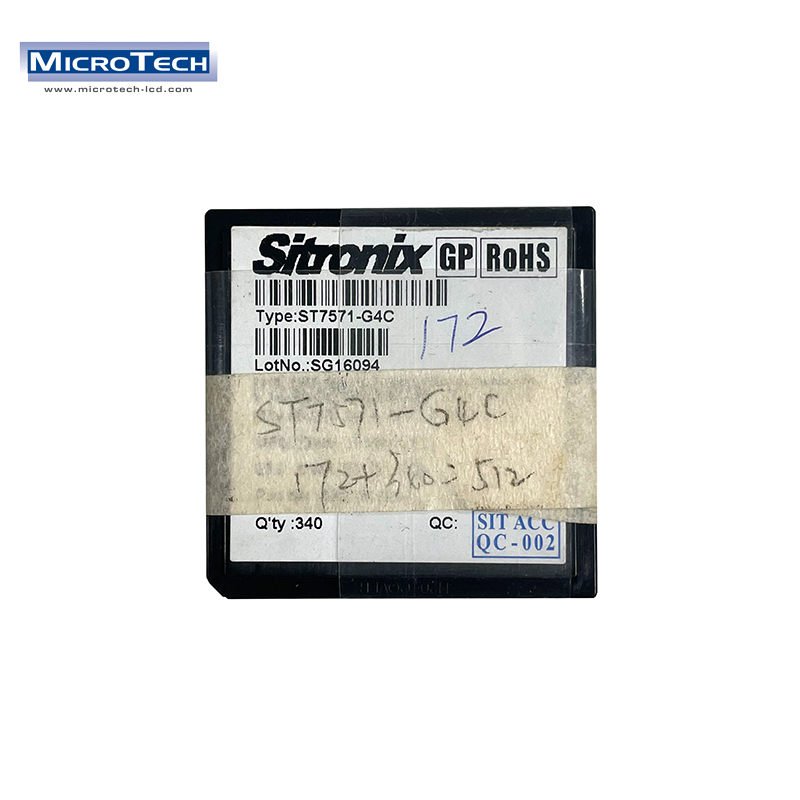 MICROTECH
www.microtech-lcd.com
Sitronix GP RoHS
Type:ST7571-G4C
172
LotNo.:SG16094
ST7571-G4C
172+340=512
Q'ty :340 QC: SIT ACC
QC-002